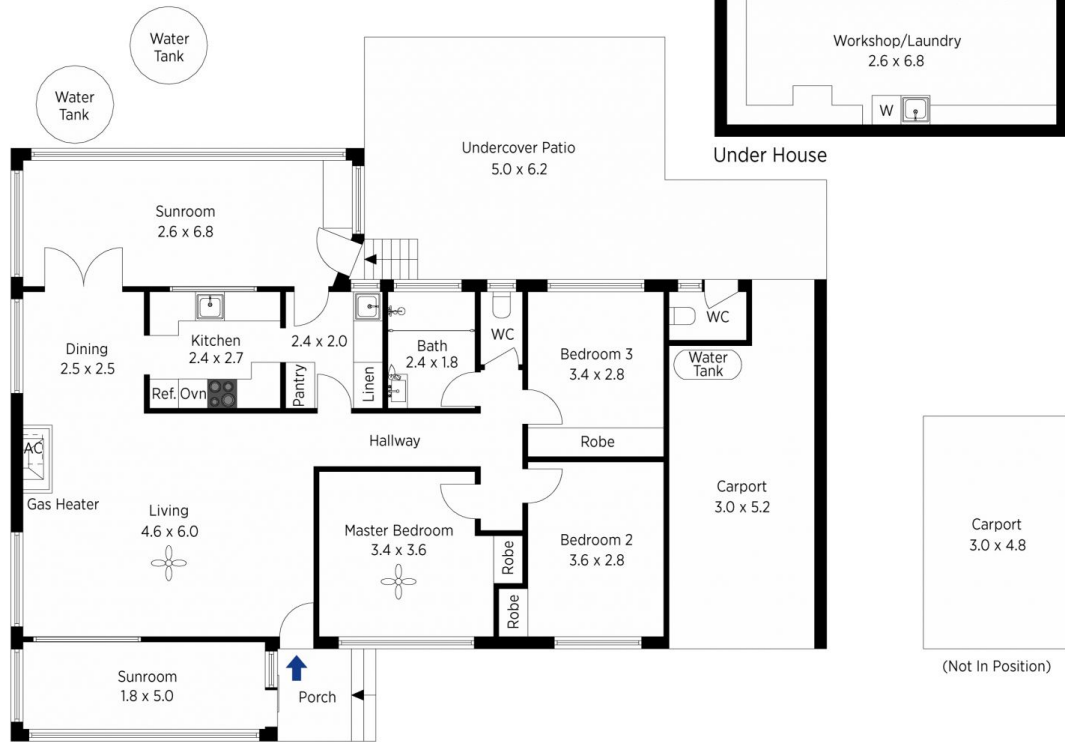 Water
Tank
Water
Tank
Workshop/Laundry
2.6 x 6.8
W
Under House
Undercover Patio
5.0 x 6.2
Sunroom
2.6 x 6.8
Dining
2.5 x 2.5
Kitchen
2.4 x 2.7
Ref.
Ovn
2.4 x 2.0
Pantry
Linen
Bath
2.4 x 1.8
WC
Bedroom 3
3.4 x 2.8
Robe
WC
Water
Tank
Hallway
AC
Gas Heater
Living
4.6 x 6.0
Master Bedroom
3.4 x 3.6
Robe
Robe
Bedroom 2
3.6 x 2.8
Carport
3.0 x 5.2
Carport
3.0 x 4.8
(Not In Position)
Sunroom
1.8 x 5.0
Porch